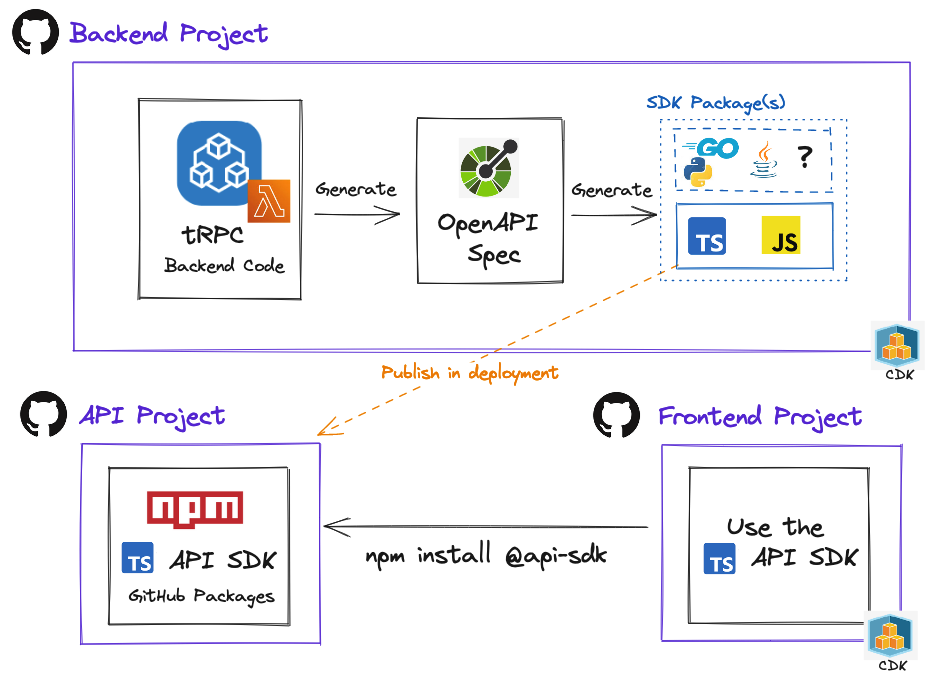 Backend Project
SDK Package(s)
GO
?
Generate
Generate
tRPC
Backend Code
OpenAPI
Spec
TS
JS
CDK
Publish in deployment
API Project
Frontend Project
npm
TS API SDK
GitHub Packages
npm install @api-sdk
Use the
TS API SDK
CDK